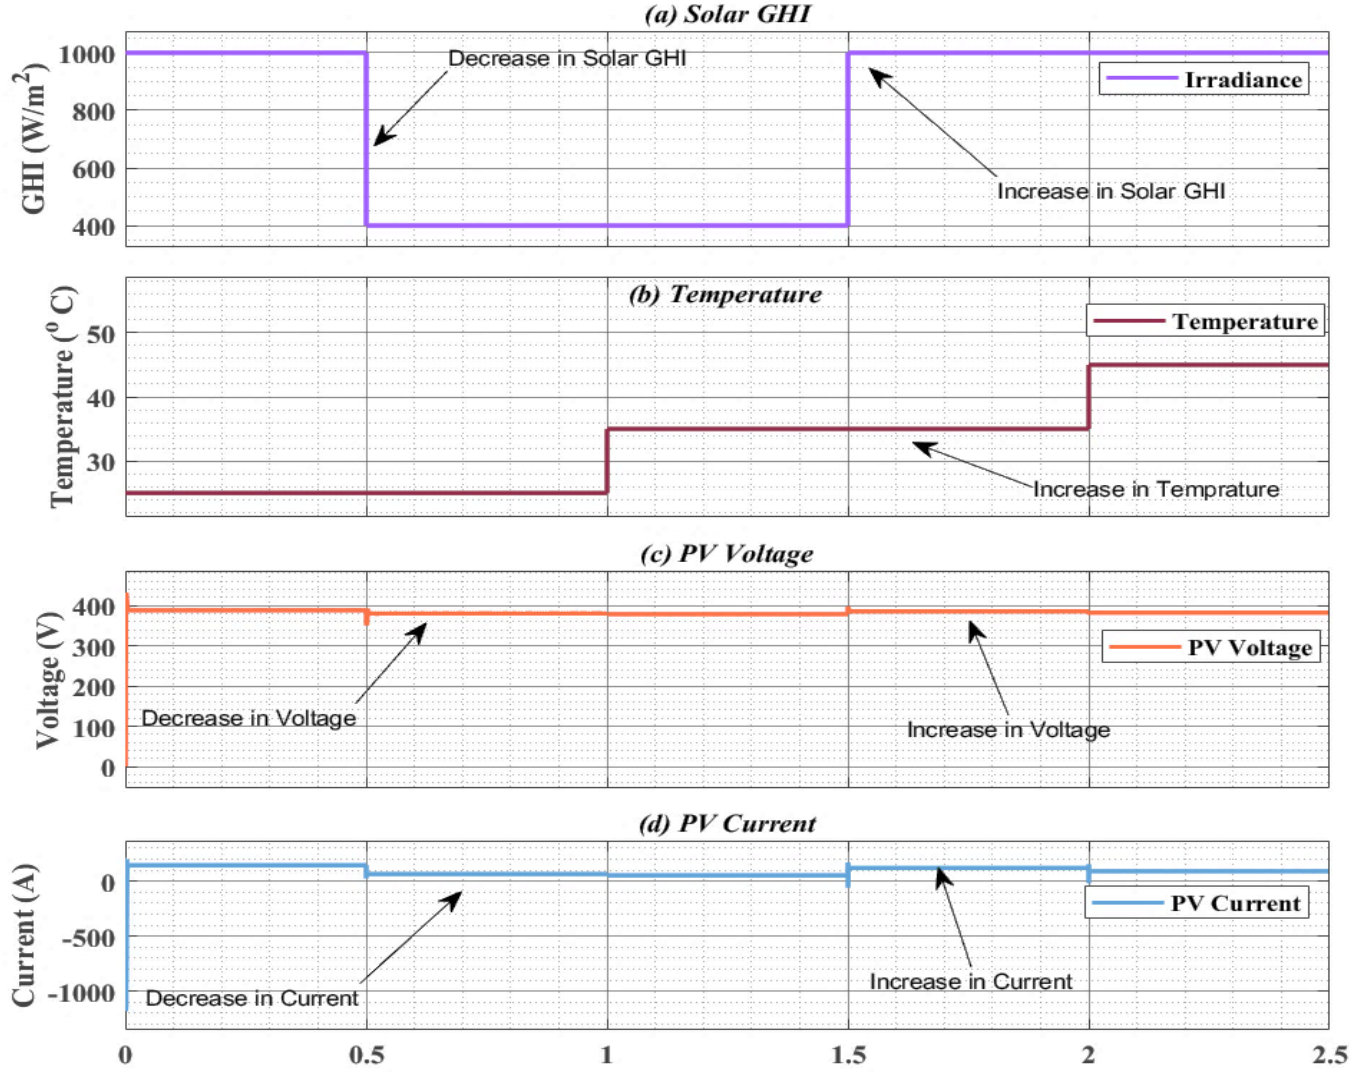 (a) Solar GHI
GHI (W/m2)
1000
800
600
400
Decrease in Solar GHI
Irradiance
Increase in Solar GHI
(b) Temperature
Temperature (o C)
50
40
30
Temperature
Increase in Temprature
(c) PV Voltage
Voltage (V)
400
300
200
100
0
PV Voltage
Decrease in Voltage
Increase in Voltage
(d) PV Current
Current (A)
0
-500
-1000
PV Current
Decrease in Current
Increase in Current
0 0.5 1 1.5 2 2.5